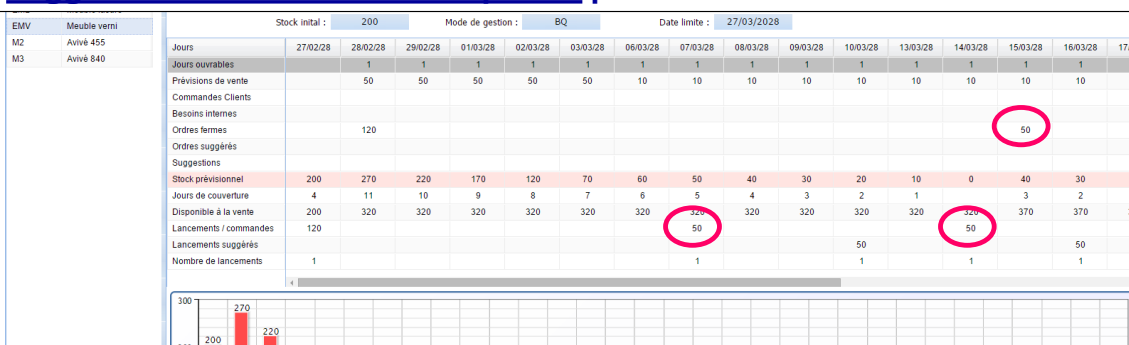 EMV Meuble verni
M2 Avivé 455
M3 Avivé 840
Stock inital : 200 Mode de gestion : BQ Date limite : 27/03/2028
Jours 27/02/28 28/02/28 29/02/28 01/03/28 02/03/28 03/03/28 06/03/28 07/03/28 08/03/28 09/03/28 10/03/28 13/03/28 14/03/28 15/03/28 16/03/28 17/
Jours ouvrables 1 1 1 1 1 1 1 1 1 1 1 1 1 1
Prévisions de vente 50 50 50 50 50 10 10 10 10 10 10 10 10 10
Commandes Clients
Besoins internes
Ordres fermes 120 50
Ordres suggérés
Suggestions
Stock prévisionnel 200 270 220 170 120 70 60 50 40 30 20 10 0 40 30
Jours de couverture 4 11 10 9 8 7 6 5 4 3 2 1 3 2
Disponible à la vente 200 320 320 320 320 320 320 320 320 320 320 320 320 370 370
Lancements / commandes 120 50 50
Lancements suggérés 50 50
Nombre de lancements 1 1 1 1 1
300
270
220
200